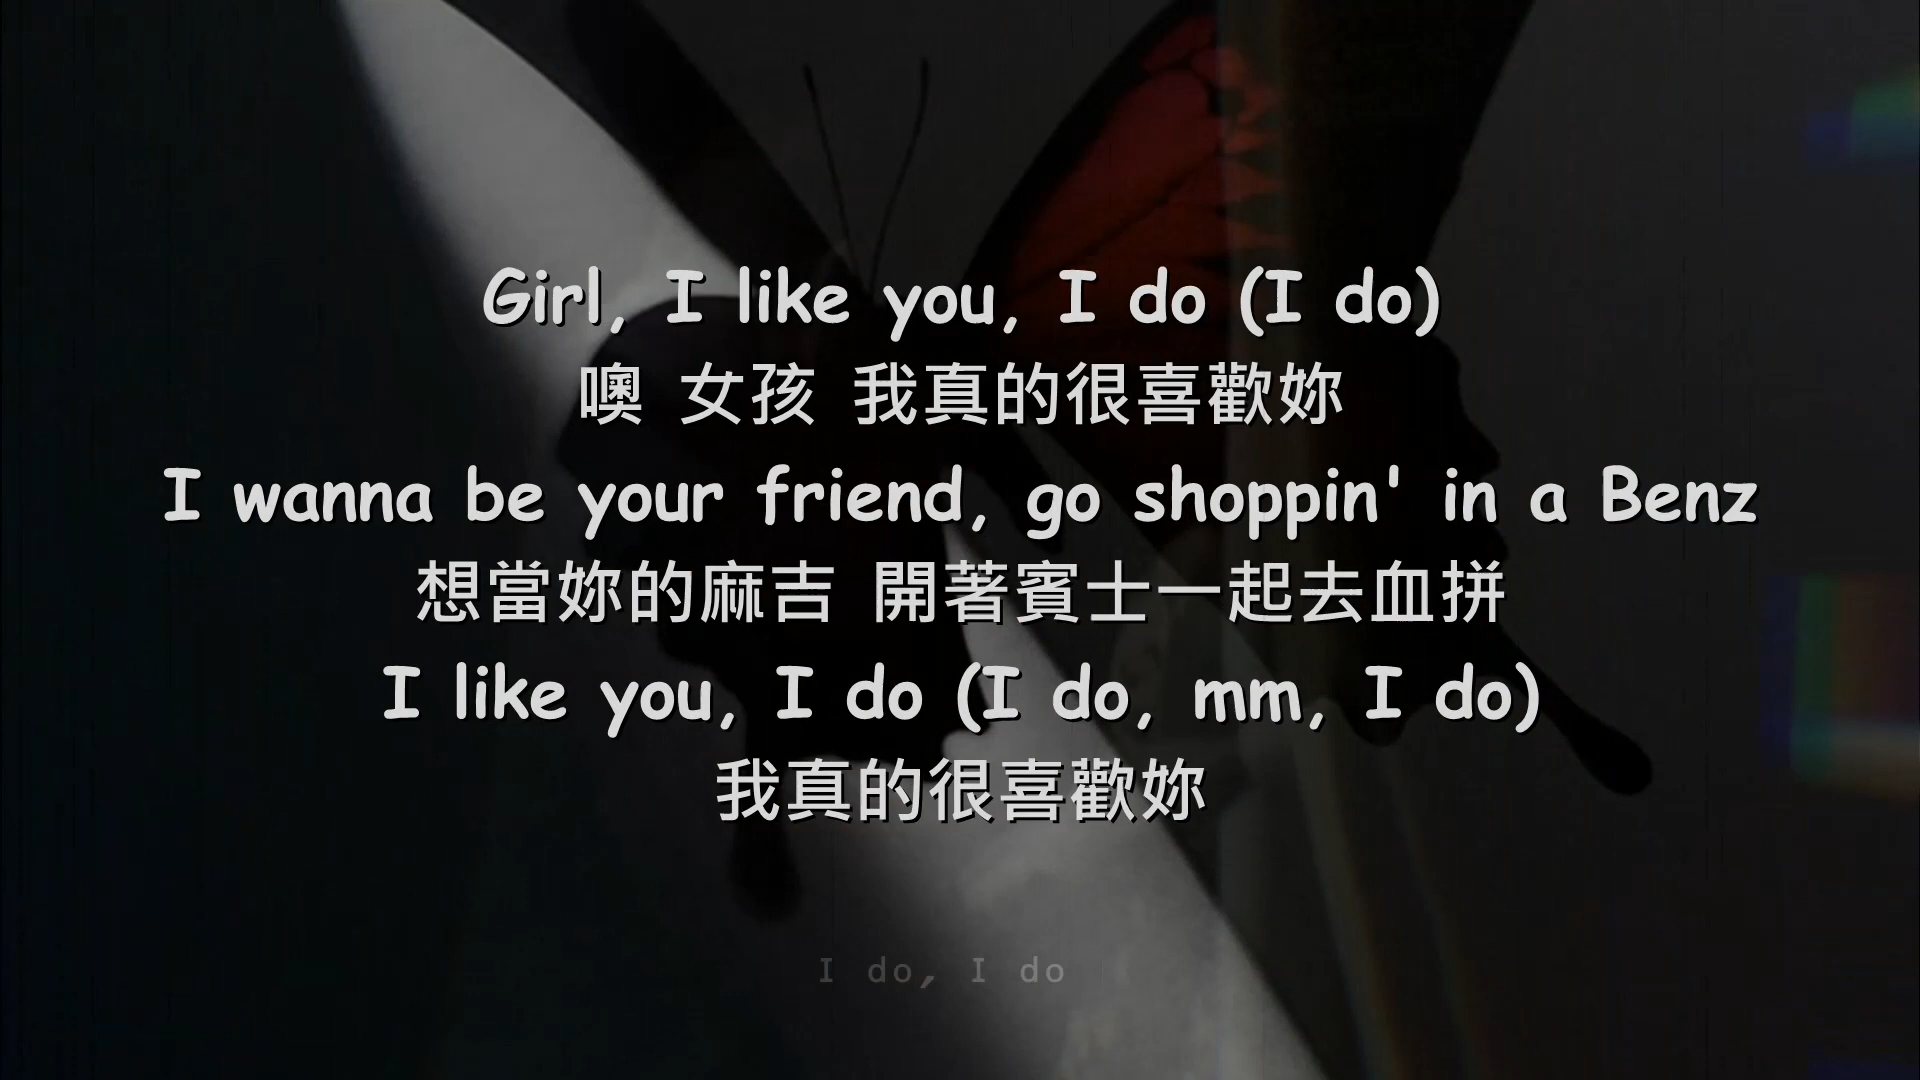 Girl, I like you, I do (I do)
噢 女孩 我真的很喜歡妳
I wanna be your friend, go shoppin' in a Benz
想當妳的麻吉 開著賓士一起去血拼
I like you, I do (I do, mm, I do)
我真的很喜歡妳
I do, I do